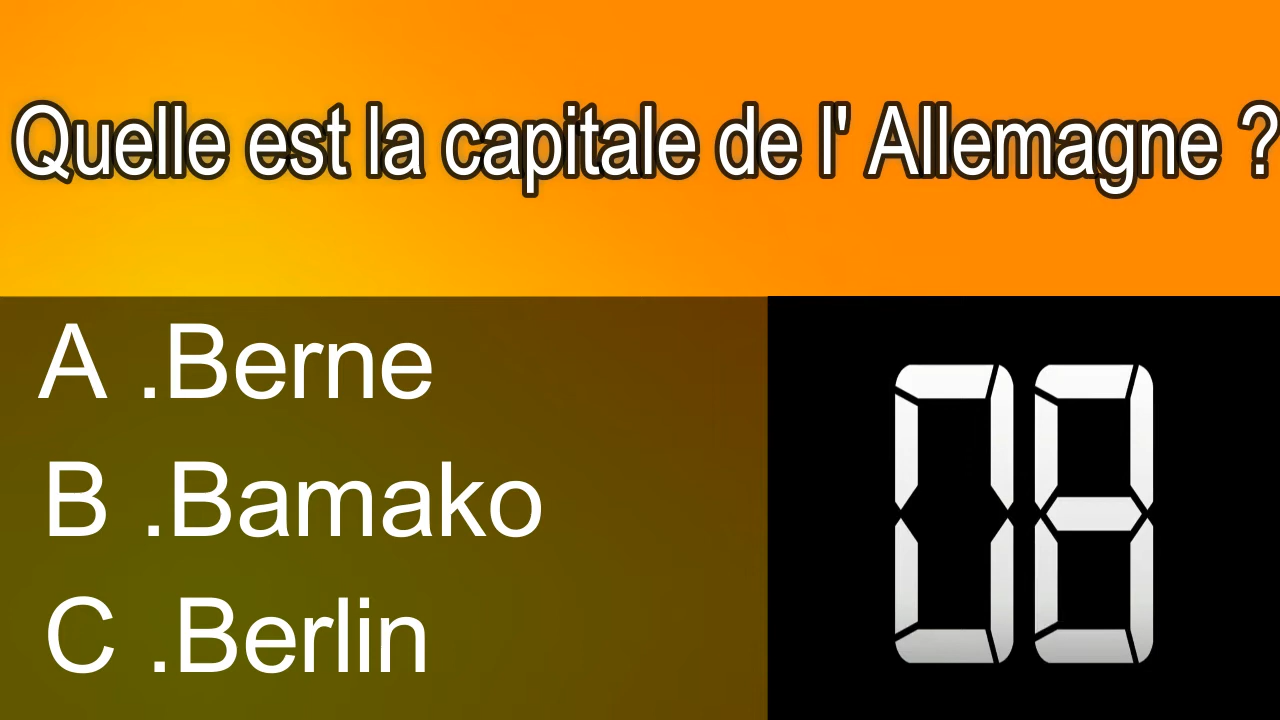 Quelle est la capitale de l' Allemagne ?
A .Berne
B .Bamako
C .Berlin
08